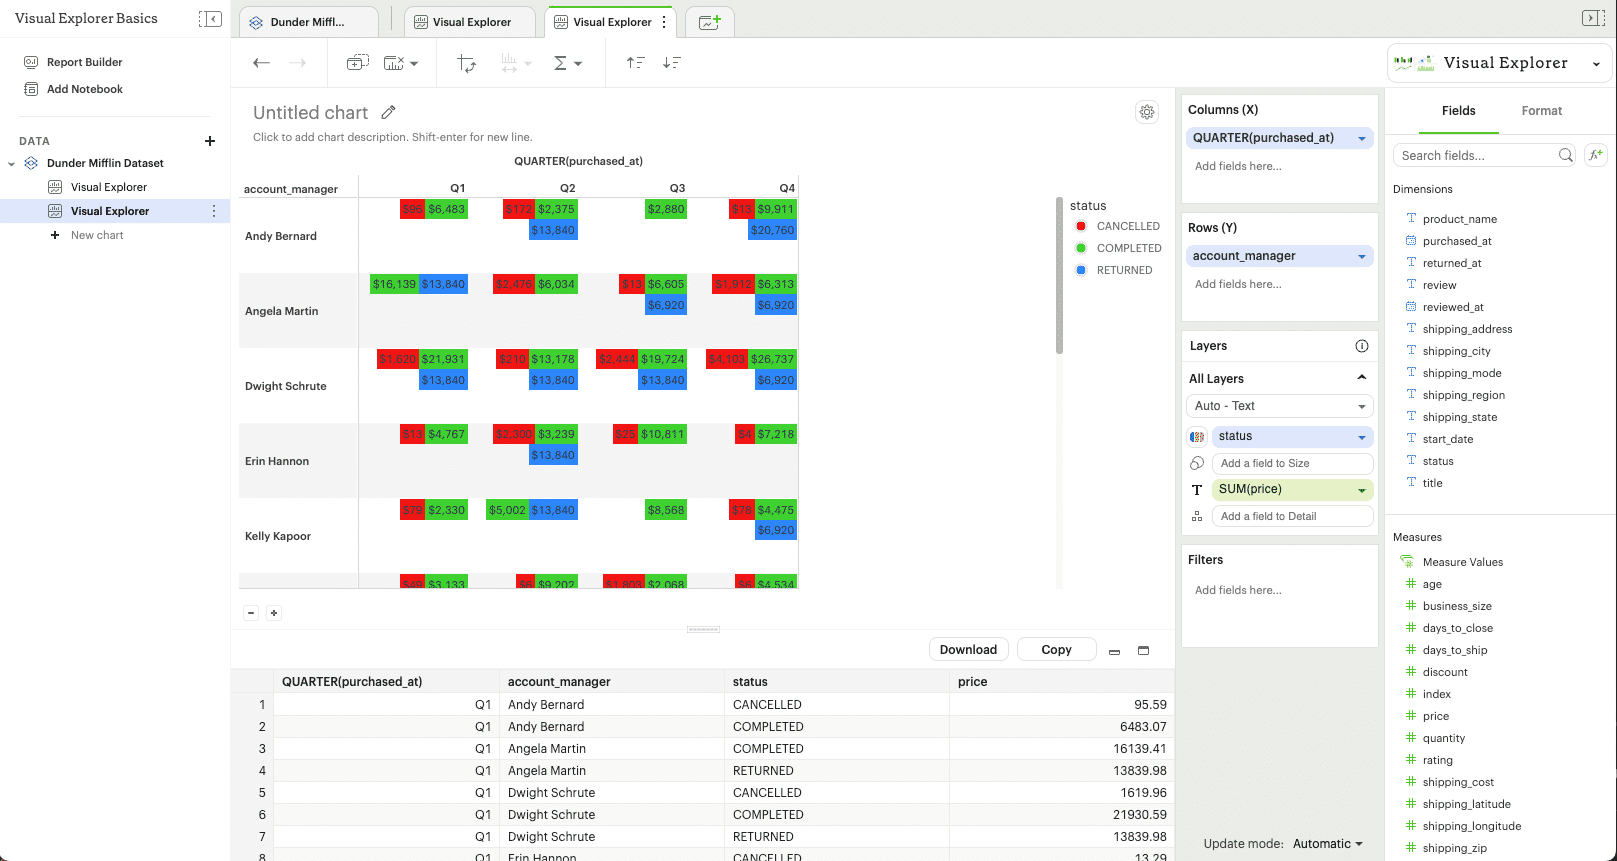 Visual Explorer Basics
Dunder Miffl...
Visual Explorer
Visual Explorer
Report Builder
Add Notebook
DATA
Dunder Mifflin Dataset
Visual Explorer
Visual Explorer
New chart
Visual Explorer
Untitled chart
Click to add chart description. Shift-enter for new line.
QUARTER(purchased_at)
account_manager Q1 Q2 Q3 Q4
$96 $6,483 $172 $2,375 $2,880 $13 $9,911
Andy Bernard $13,840 $20,760
$16,139 $13,840 $2,476 $6,034 $13 $6,605 $1,912 $6,313
Angela Martin $6,920 $6,920
$1,620 $21,931 $210 $13,178 $2,444 $19,724 $4,103 $26,737
Dwight Schrute $13,840 $13,840 $13,840 $6,920
$13 $4,767 $2,300 $3,239 $25 $10,811 $4 $7,218
Erin Hannon $13,840
$79 $2,330 $5,002 $13,840 $8,568 $78 $4,475
Kelly Kapoor $6,920
$49 $3,133 $6 $9,202 $1,803 $2,068 $6 $4,534
status
CANCELLED
COMPLETED
RETURNED
Download Copy
QUARTER(purchased_at) account_manager status price
1 Q1 Andy Bernard CANCELLED 95.59
2 Q1 Andy Bernard COMPLETED 6483.07
3 Q1 Angela Martin COMPLETED 16139.41
4 Q1 Angela Martin RETURNED 13839.98
5 Q1 Dwight Schrute CANCELLED 1619.96
6 Q1 Dwight Schrute COMPLETED 21930.59
7 Q1 Dwight Schrute RETURNED 13839.98
8 Q1 Erin Hannon CANCELLED 13.29
Columns (X)
QUARTER(purchased_at)
Add fields here...
Rows (Y)
account_manager
Add fields here...
Layers
All Layers
Auto - Text
status
Add a field to Size
T SUM(price)
Add a field to Detail
Filters
Add fields here...
Update mode: Automatic
Fields Format
Search fields...
Dimensions
product_name
purchased_at
returned_at
review
reviewed_at
shipping_address
shipping_city
shipping_mode
shipping_region
shipping_state
start_date
status
title
Measures
Measure Values
age
business_size
days_to_close
days_to_ship
discount
index
price
quantity
rating
shipping_cost
shipping_latitude
shipping_longitude
shipping_zip